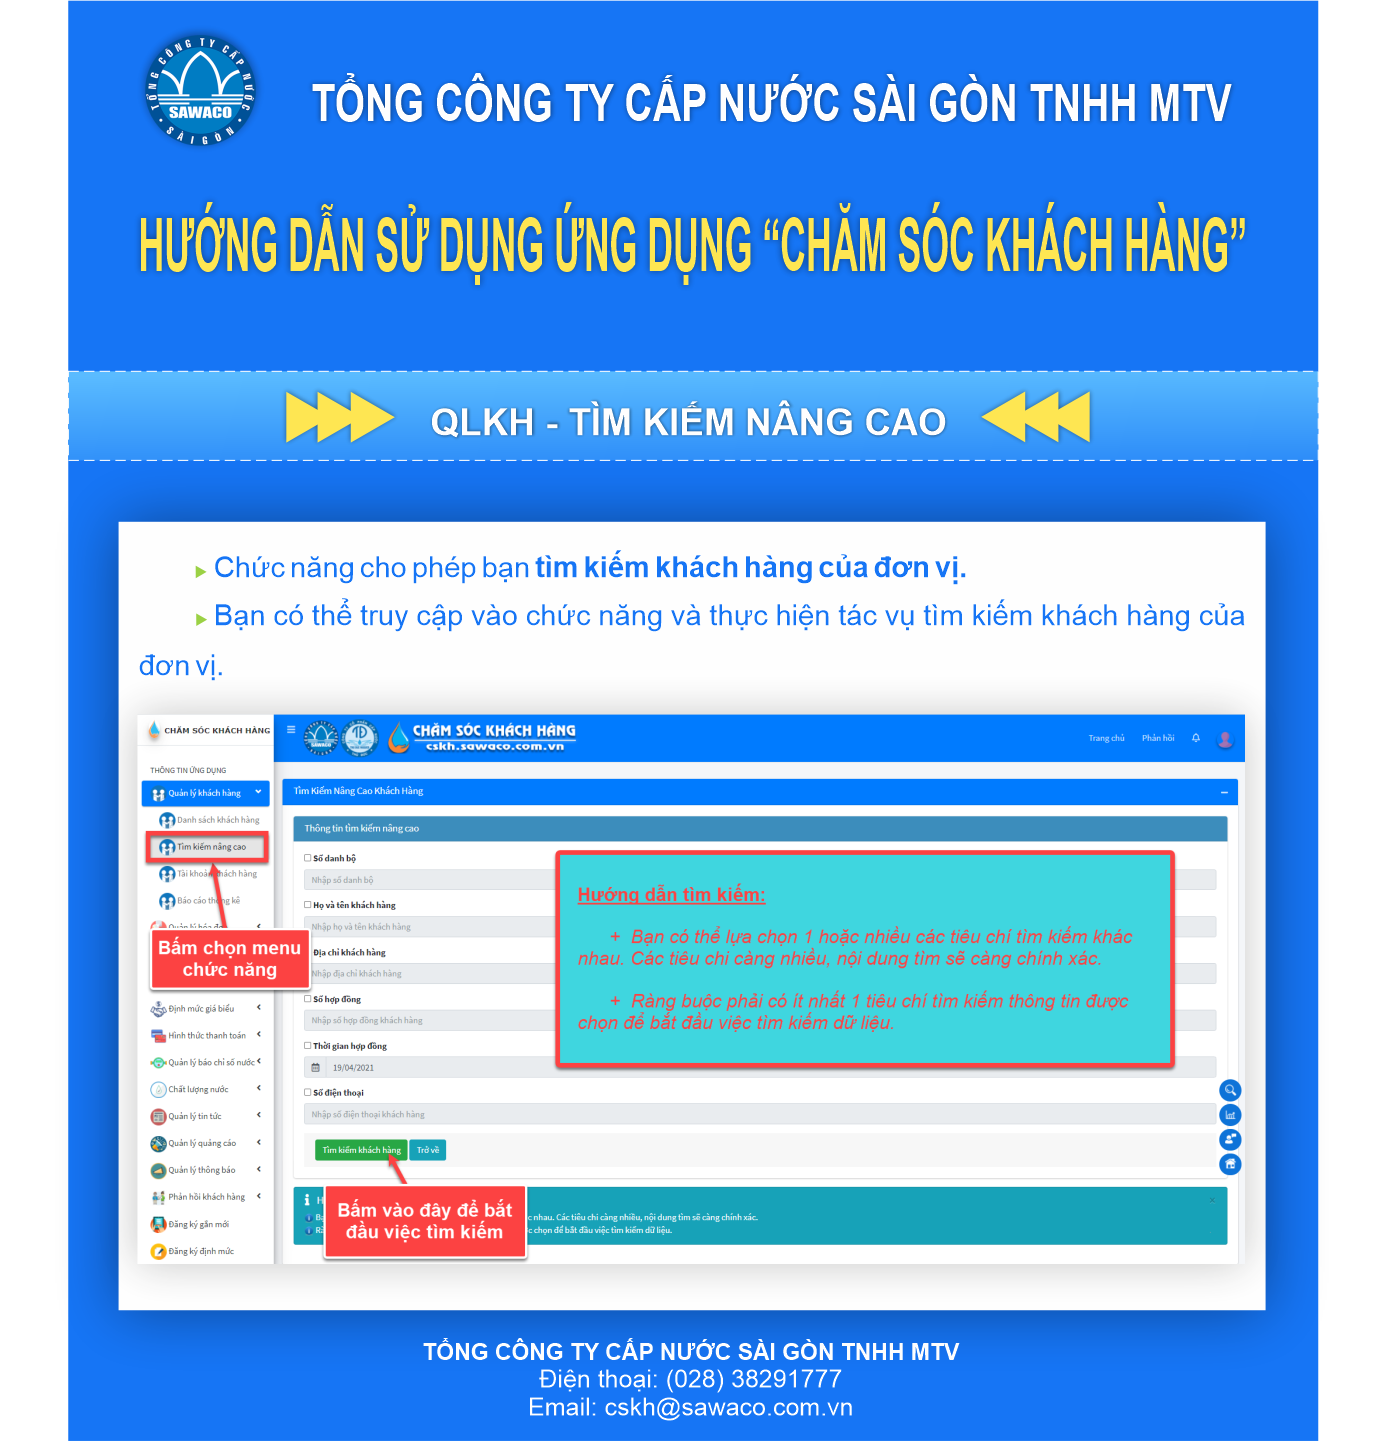 TỔNG CÔNG TY CẤP NƯỚC
SAWACO
SÀI GÒN
TỔNG CÔNG TY CẤP NƯỚC SÀI GÒN TNHH MTV
HƯỚNG DẪN SỬ DỤNG ỨNG DỤNG “CHĂM SÓC KHÁCH HÀNG”
QLKH - TÌM KIẾM NÂNG CAO
Chức năng cho phép bạn tìm kiếm khách hàng của đơn vị.
Bạn có thể truy cập vào chức năng và thực hiện tác vụ tìm kiếm khách hàng của
đơn vị.
CHĂM SÓC KHÁCH HÀNG
CHĂM SÓC KHÁCH HÀNG
cskh.sawaco.com.vn
Trang chủ
Phản hồi
THÔNG TIN ỨNG DỤNG
Quản lý khách hàng
Danh sách khách hàng
Tìm kiếm nâng cao
Tài khoản khách hàng
Báo cáo thống kê
Bấm chọn menu
chức năng
Định mức giá biểu
Hình thức thanh toán
Quản lý báo chỉ số nước
Chất lượng nước
Quản lý tin tức
Quản lý quảng cáo
Quản lý thông báo
Phản hồi khách hàng
Đăng ký gắn mới
Đăng ký định mức
Tìm Kiếm Nâng Cao Khách Hàng
Thông tin tìm kiếm nâng cao
Số danh bộ
Nhập số danh bộ
Họ và tên khách hàng
Nhập họ và tên khách hàng
Địa chỉ khách hàng
Nhập địa chỉ khách hàng
Số hợp đồng
Nhập số hợp đồng khách hàng
Thời gian hợp đồng
19/04/2021
Số điện thoại
Nhập số điện thoại khách hàng
Hướng dẫn tìm kiếm:
+ Bạn có thể lựa chọn 1 hoặc nhiều các tiêu chí tìm kiếm khác
nhau. Các tiêu chi càng nhiều, nội dung tìm sẽ càng chính xác.
+ Ràng buộc phải có ít nhất 1 tiêu chí tìm kiếm thông tin được
chọn để bắt đầu việc tìm kiếm dữ liệu.
Tìm kiếm khách hàng
Trở về
Bấm vào đây để bắt
đầu việc tìm kiếm
nhau. Các tiêu chi càng nhiều, nội dung tìm sẽ càng chính xác.
chọn để bắt đầu việc tìm kiếm dữ liệu.
TỔNG CÔNG TY CẤP NƯỚC SÀI GÒN TNHH MTV
Điện thoại: (028) 38291777
Email: cskh@sawaco.com.vn